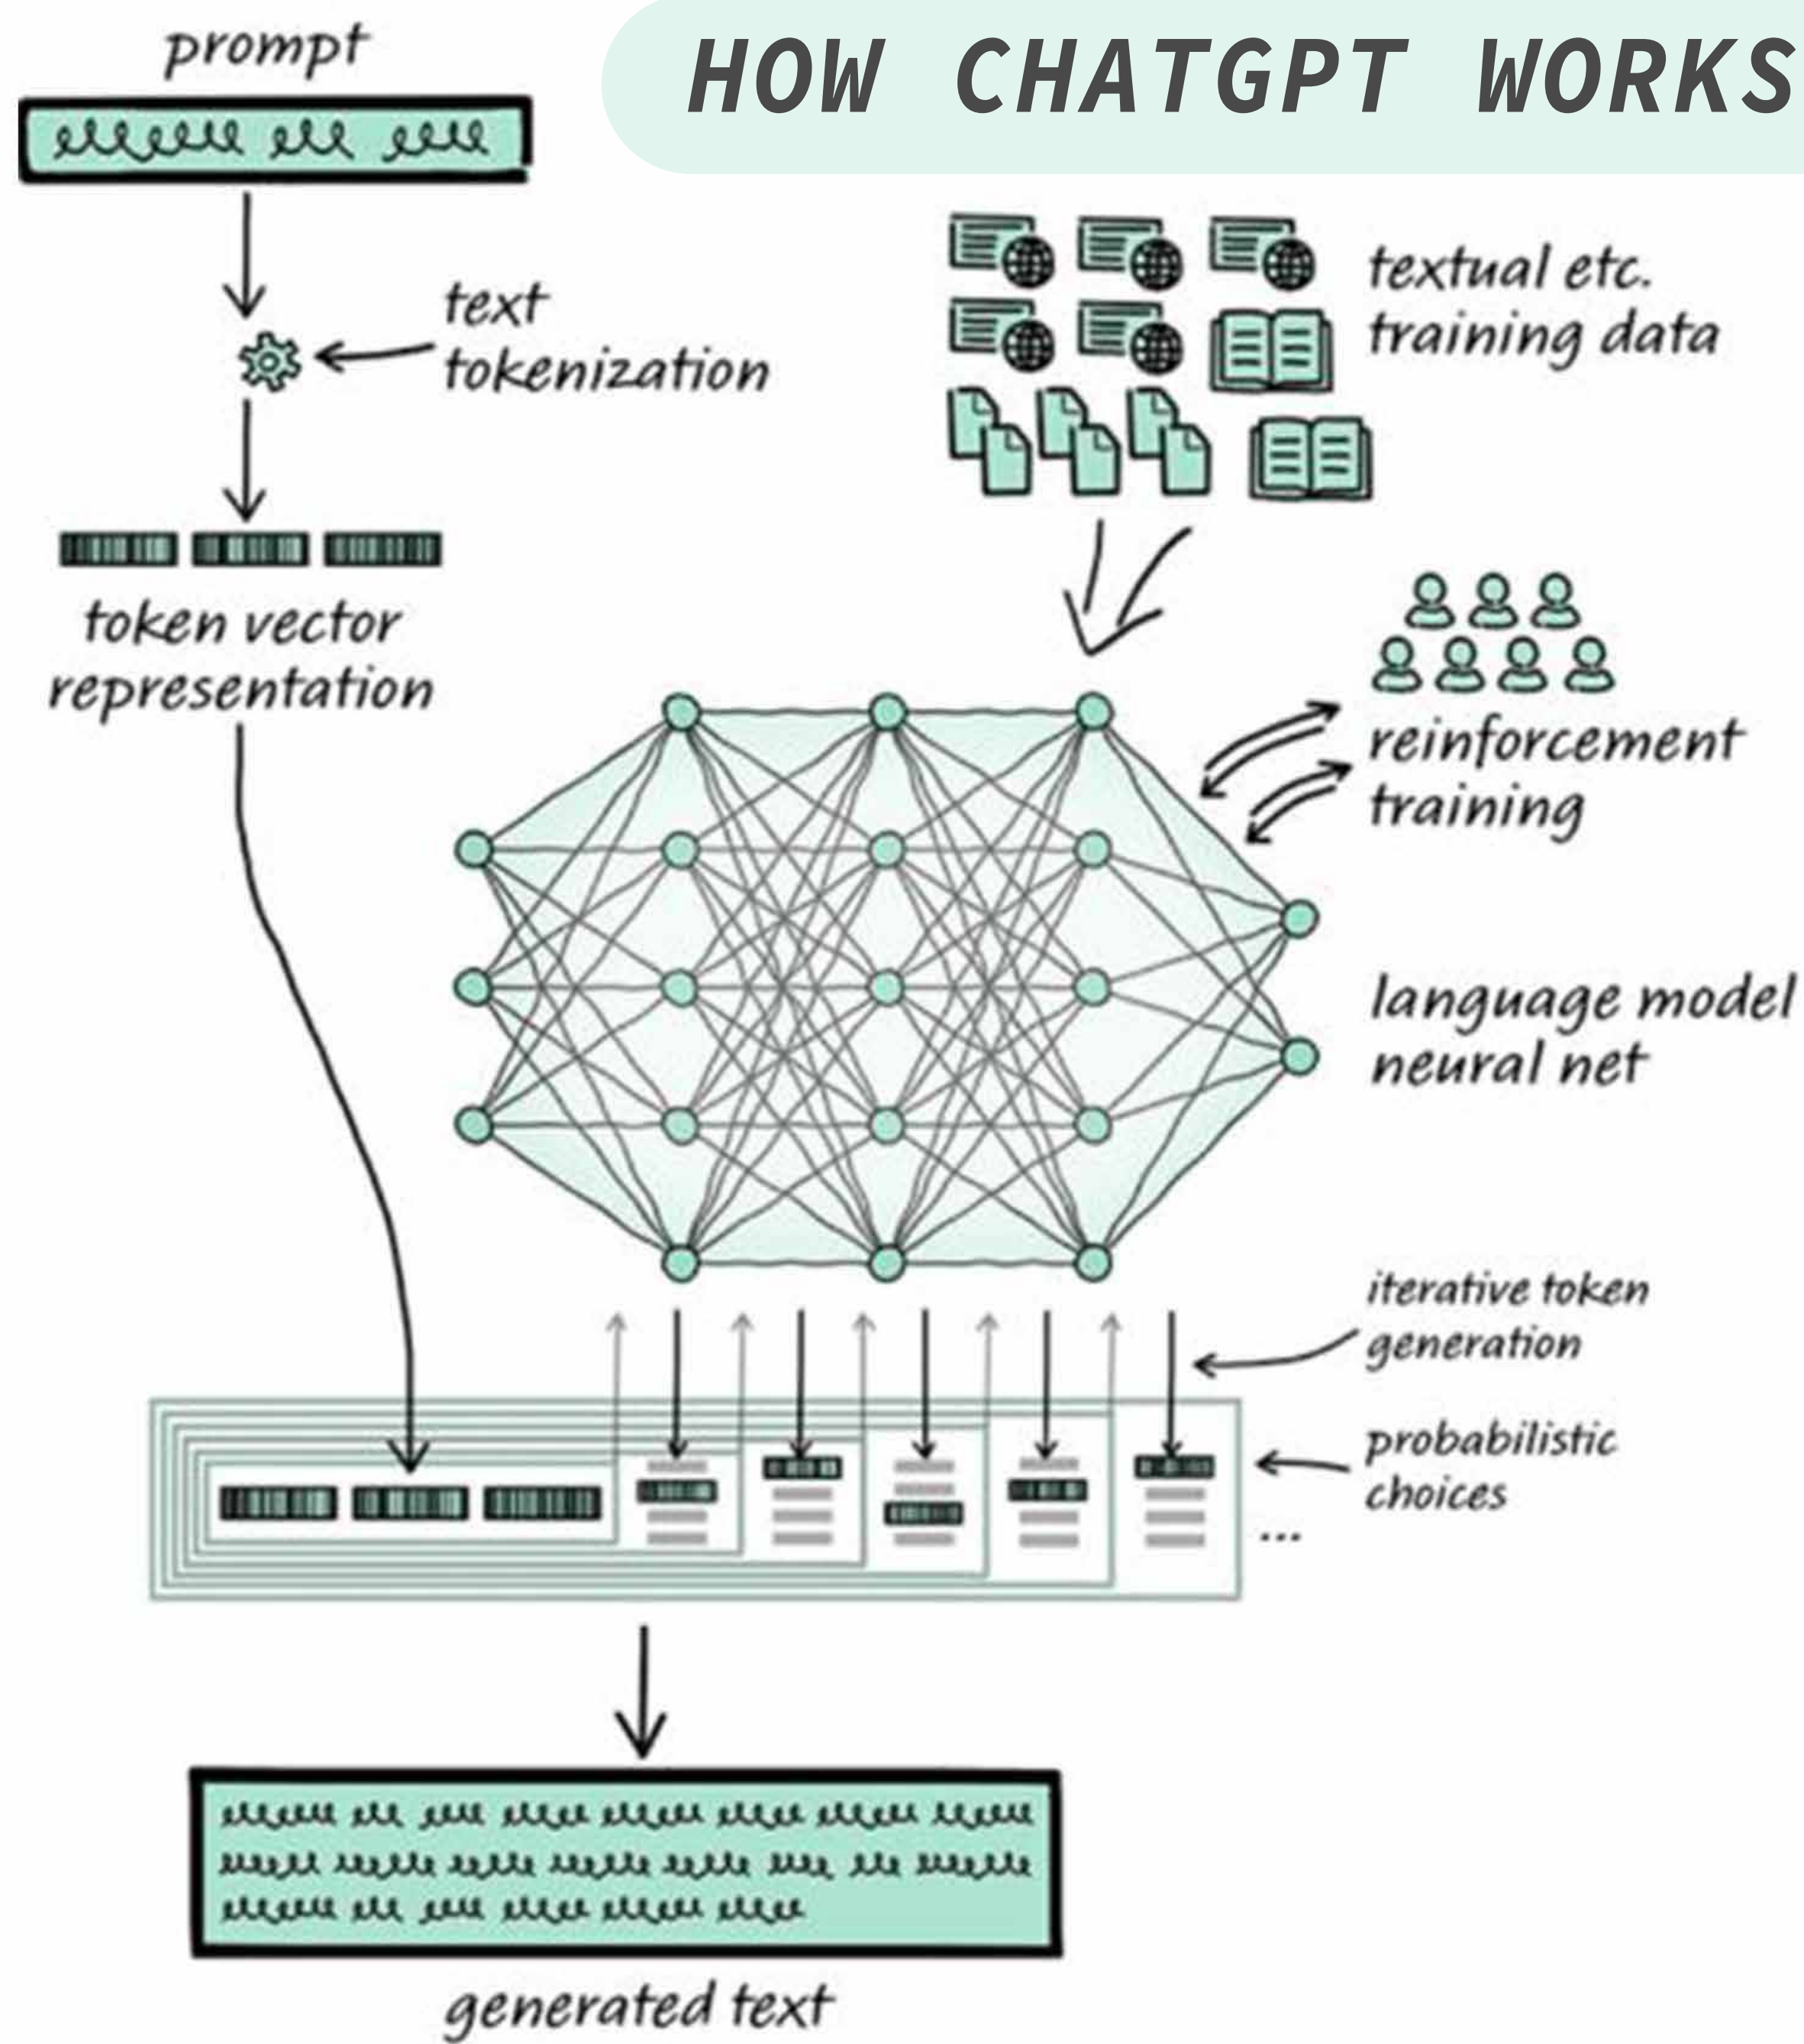 prompt
HOW CHATGPT WORKS
text
tokenization
textual etc.
training data
token vector
representation
reinforcement
training
language model
neural net
iterative token
generation
probabilistic
choices
...
generated text